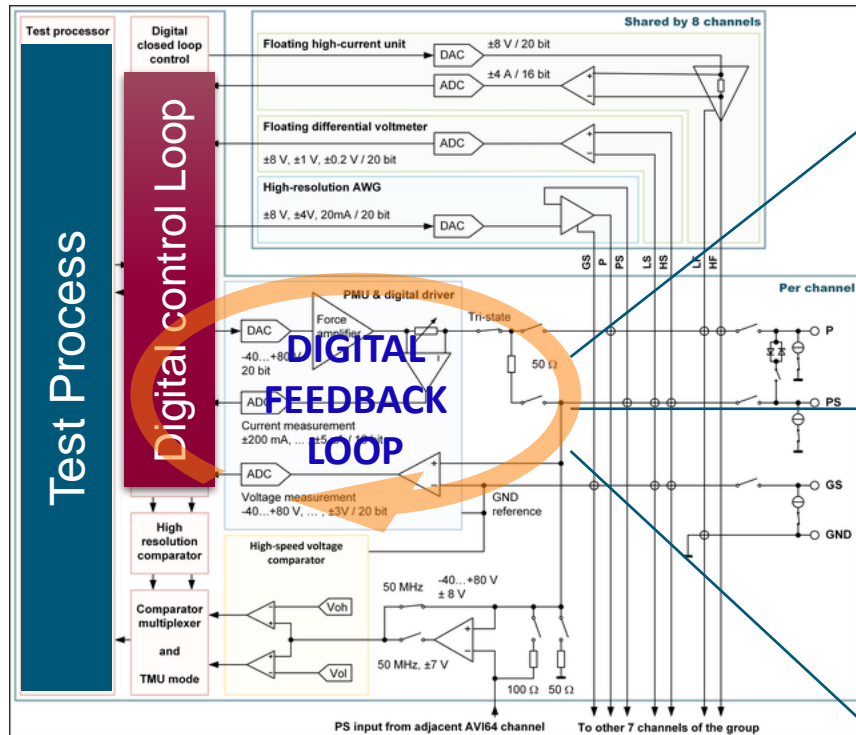 Test processor
Digital
closed loop
control
Shared by 8 channels
Floating high-current unit
DAC
±8 V / 20 bit
ADC
±4 A / 16 bit
Floating differential voltmeter
ADC
±8 V, ±1 V, ±0.2 V / 20 bit
High-resolution AWG
±8 V, ±4V, 20mA / 20 bit
DAC
GS
P
PS
LS
HS
LF
HF
Test Process
Digital control Loop
PMU & digital driver
Per channel
Force
amplifier
Tri-state
DAC
-40…+80 V
20 bit
DIGITAL
FEEDBACK
LOOP
50 Ω
P
ADC
PS
Current measurement
±200 mA, … ,
ADC
GS
Voltage measurement
-40…+80 V, … , ±3V / 20 bit
GND
reference
GND
High
resolution
comparator
High-speed voltage
comparator
50 MHz
-40…+80 V
± 8 V
Comparator
multiplexer
and
TMU mode
Voh
Vol
50 MHz, ±7 V
100 Ω
50 Ω
PS input from adjacent AVI64 channel
To other 7 channels of the group